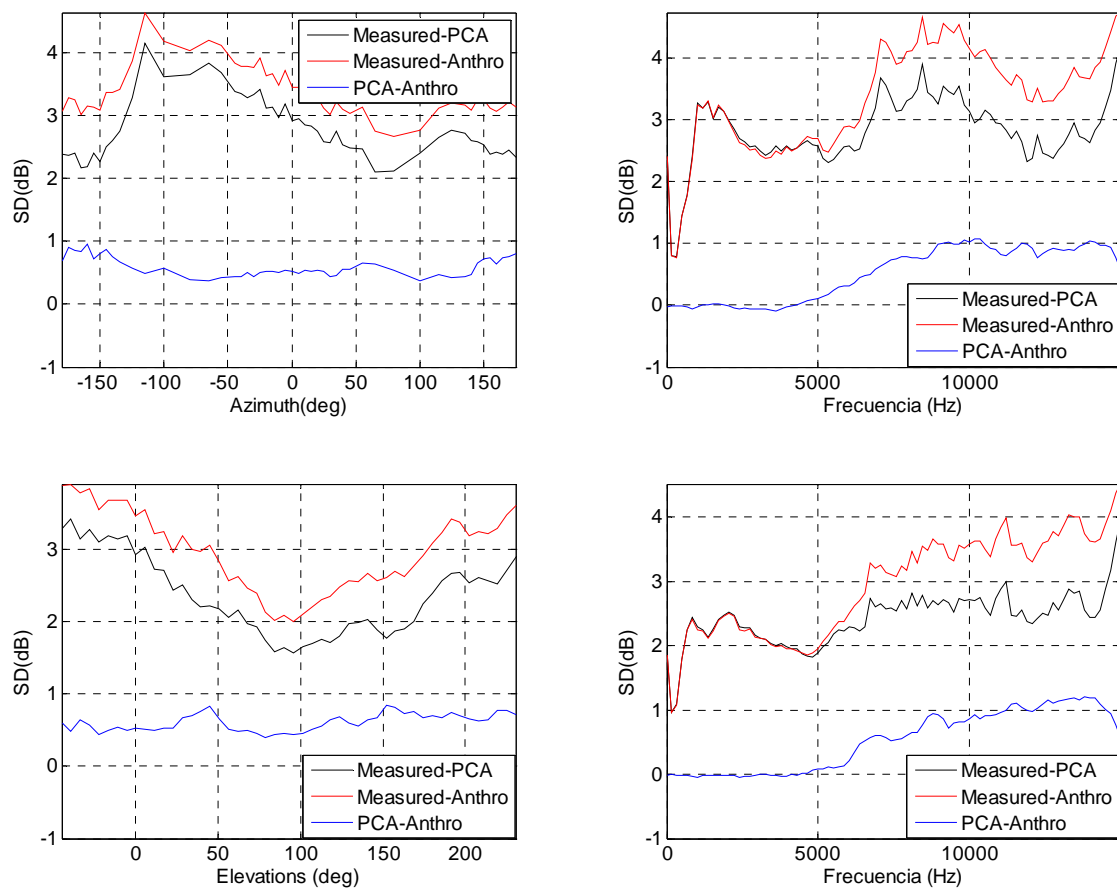 4
3
2
1
0
-1
SD(dB)
-150 -100 -50 0 50 100 150
Azimuth(deg)
Measured-PCA
Measured-Anthro
PCA-Anthro
4
3
2
1
0
-1
SD(dB)
0 5000 10000
Frecuencia (Hz)
Measured-PCA
Measured-Anthro
PCA-Anthro
3
2
1
0
-1
SD(dB)
0 50 100 150 200
Elevations (deg)
Measured-PCA
Measured-Anthro
PCA-Anthro
4
3
2
1
0
-1
SD(dB)
0 5000 10000
Frecuencia (Hz)
Measured-PCA
Measured-Anthro
PCA-Anthro